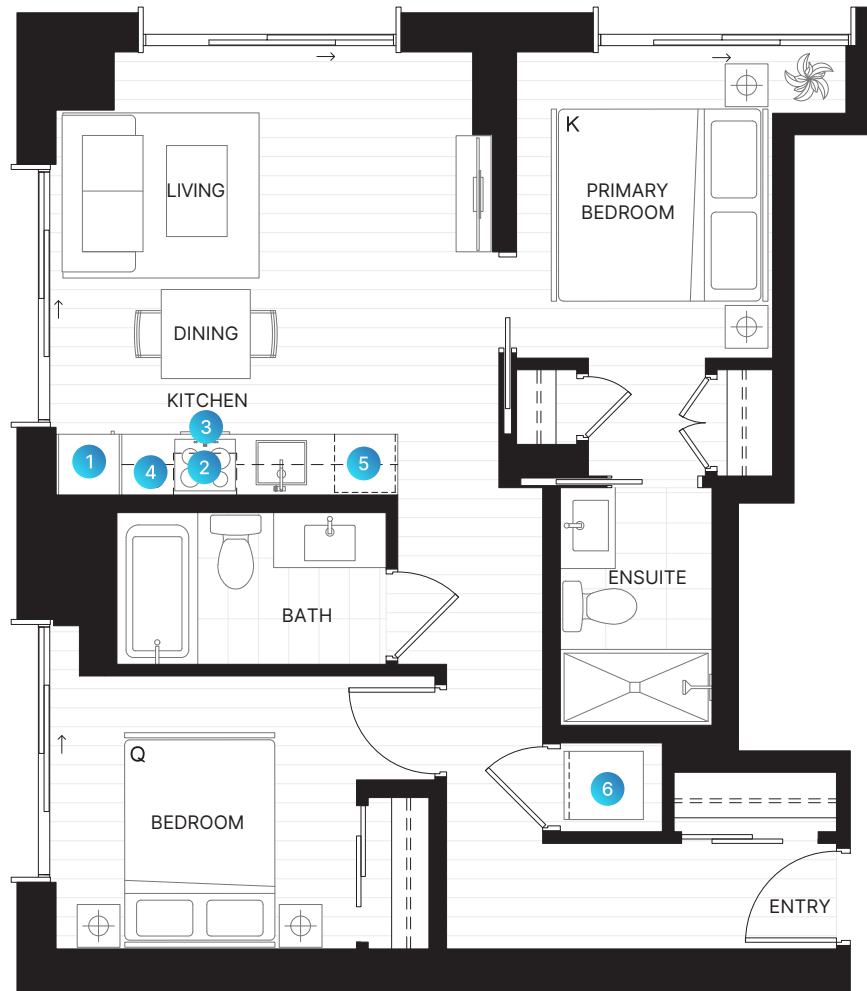 K
LIVING
PRIMARY
BEDROOM
DINING
KITCHEN
3
1
4
2
5
ENSUITE
BATH
Q
6
BEDROOM
ENTRY